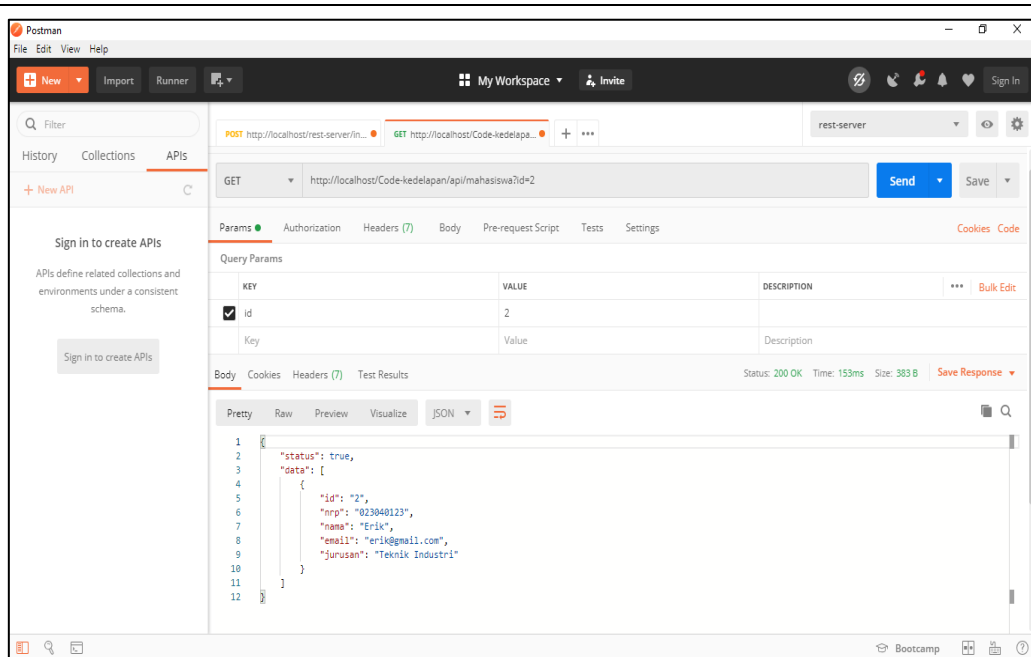 Postman
File Edit View Help
New Import Runner My Workspace Invite Sign In
Filter
History Collections APIs
+ New API
Sign in to create APIs
APIs define related collections and
environments under a consistent
schema.
Sign in to create APIs
POST http://localhost/rest-server/in... GET http://localhost/Code-kedelapa... + ••• rest-server
GET http://localhost/Code-kedelapan/api/mahasiswa?id=2 Send Save
Params Authorization Headers (7) Body Pre-request Script Tests Settings Cookies Code
Query Params
KEY VALUE DESCRIPTION ••• Bulk Edit
id 2
Key Value Description
Body Cookies Headers (7) Test Results Status: 200 OK Time: 153ms Size: 383 B Save Response
Pretty Raw Preview Visualize JSON
1 {
2 "status": true,
3 "data": [
4 {
5 "id": "2",
6 "nrp": "023040123",
7 "nama": "Erik",
8 "email": "erik@gmail.com",
9 "jurusan": "Teknik Industri"
10 }
11 ]
12 }
Bootcamp